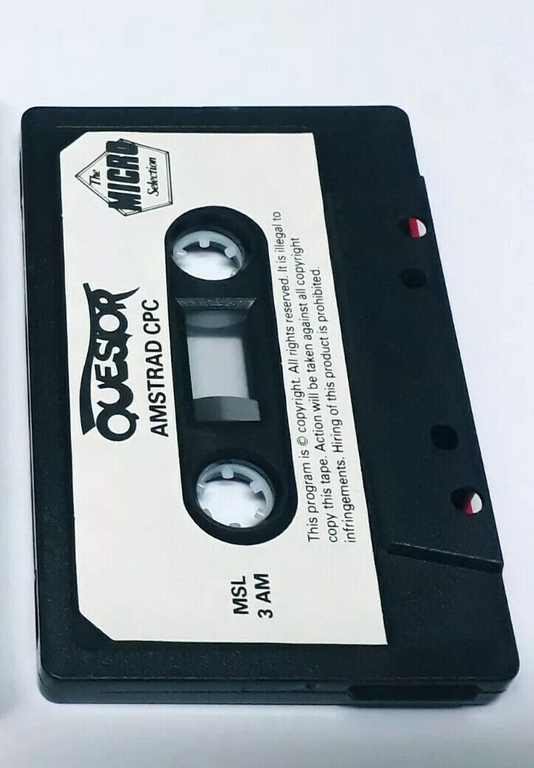 The
MICRO
Selection
QUESTOR
AMSTRAD CPC
MSL
3 AM
This program is © copyright. All rights reserved. It is illegal to
copy this tape. Action will be taken against all copyright
infringements. Hiring of this product is prohibited.